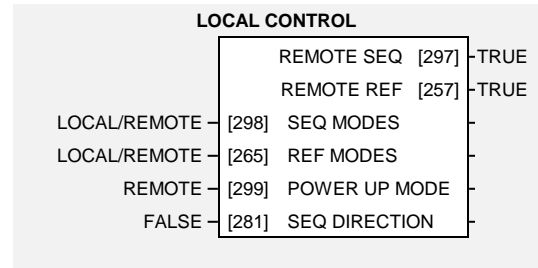 LOCAL CONTROL
REMOTE SEQ [297] TRUE
REMOTE REF [257] TRUE
LOCAL/REMOTE [298] SEQ MODES
LOCAL/REMOTE [265] REF MODES
REMOTE [299] POWER UP MODE
FALSE [281] SEQ DIRECTION